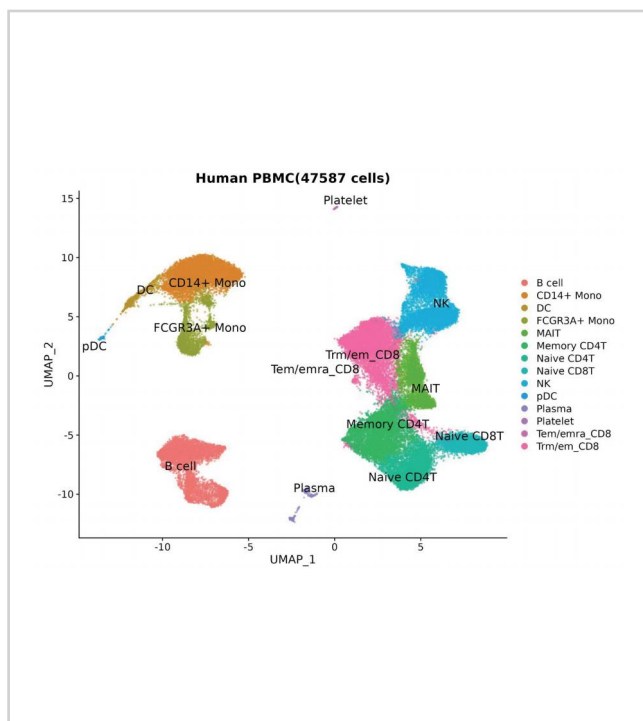 Human PBMC(47587 cells)
15
10
5
0
-5
-10
UMAP_2
-10
-5
0
5
UMAP_1
Platelet
DC
CD14+ Mono
FCGR3A+ Mono
pDC
NK
Trm/em_CD8
Tem/emra_CD8
MAIT
Memory CD4T
Naive CD8T
Naive CD4T
B cell
Plasma
B cell
CD14+ Mono
DC
FCGR3A+ Mono
MAIT
Memory CD4T
Naive CD4T
Naive CD8T
NK
pDC
Plasma
Platelet
Tem/emra_CD8
Trm/em_CD8